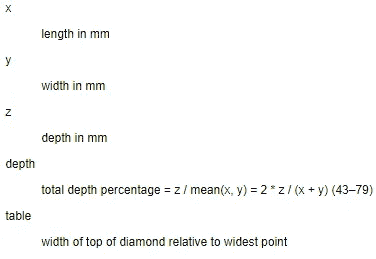 x
length in mm
y
width in mm
z
depth in mm
depth
total depth percentage = z / mean(x, y) = 2 * z / (x + y) (43–79)
table
width of top of diamond relative to widest point